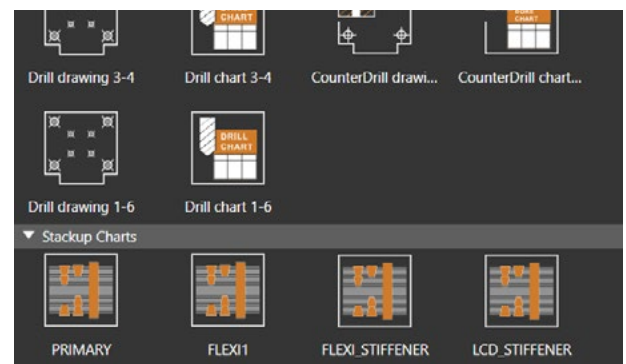 CHART
CHART
Drill drawing 3-4
Drill chart 3-4
CounterDrill drawi...
CounterDrill chart...
DRILL
CHART
Drill drawing 1-6
Drill chart 1-6
Stackup Charts
PRIMARY
FLEXI1
FLEXI_STIFFENER
LCD_STIFFENER